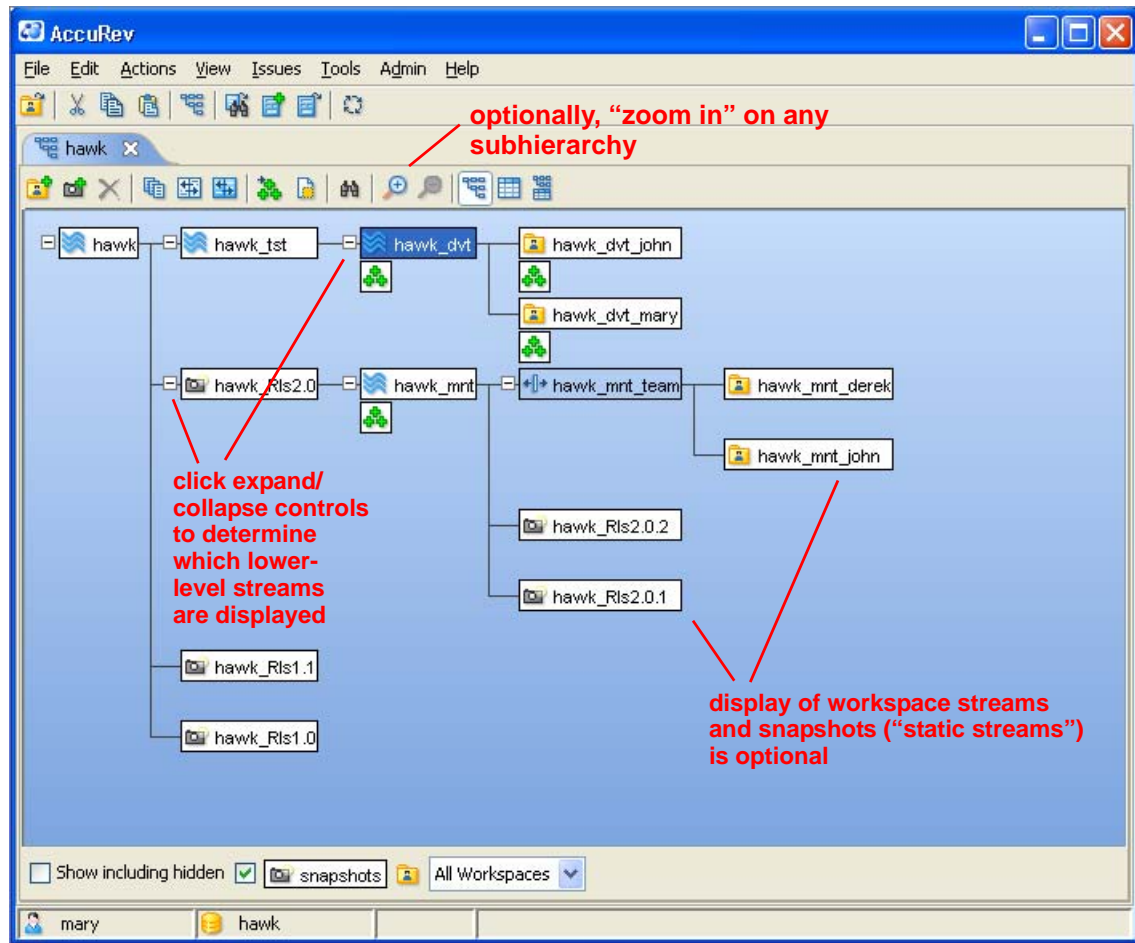 AccuRev
File Edit Actions View Issues Tools Admin Help
optionally, “zoom in” on any
subhierarchy
hawk
hawk hawk_tst hawk_dvt hawk_dvt_john
hawk_dvt_mary
hawk_Rls2.0 hawk_mnt hawk_mnt_team hawk_mnt_derek
hawk_mnt_john
click expand/
collapse controls
to determine
which lower-
level streams
are displayed
hawk_Rls2.0.2
hawk_Rls2.0.1
hawk_Rls1.1
hawk_Rls1.0
display of workspace streams
and snapshots (“static streams”)
is optional
Show including hidden snapshots All Workspaces
mary hawk